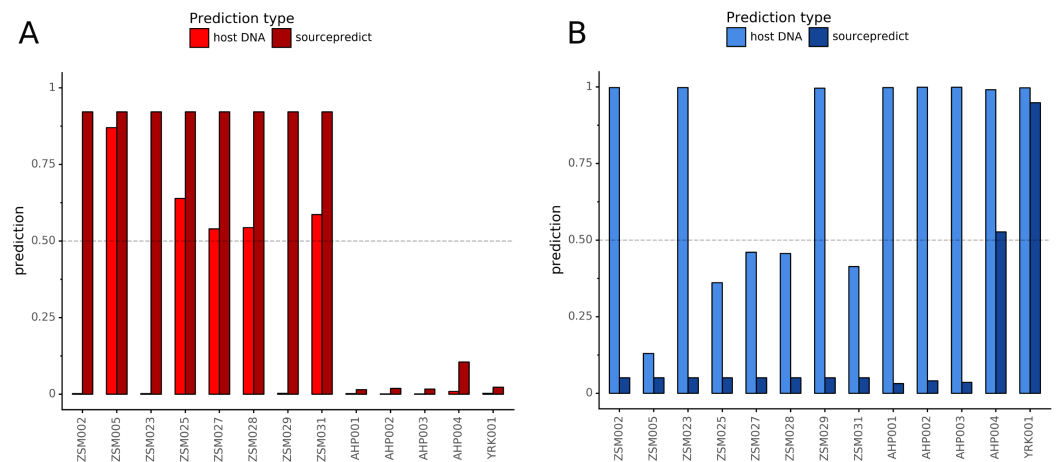 A
Prediction type
host DNA sourcepredict
1
0.75
0.50
0.25
0
prediction
ZSM002 ZSM005 ZSM023 ZSM025 ZSM027 ZSM028 ZSM029 ZSM031 AHP001 AHP002 AHP003 AHP004 YRK001
B
Prediction type
host DNA sourcepredict
1
0.75
0.50
0.25
0
prediction
ZSM002 ZSM005 ZSM023 ZSM025 ZSM027 ZSM028 ZSM029 ZSM031 AHP001 AHP002 AHP003 AHP004 YRK001